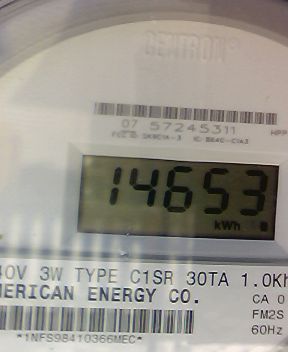 CENTRON®
07 57245311
14653
kWh
40V 3W TYPE C1SR 30TA 1.0Kh
MERICAN ENERGY CO.
CA 0
FM2S
60Hz
*1NFS98410366MEC*